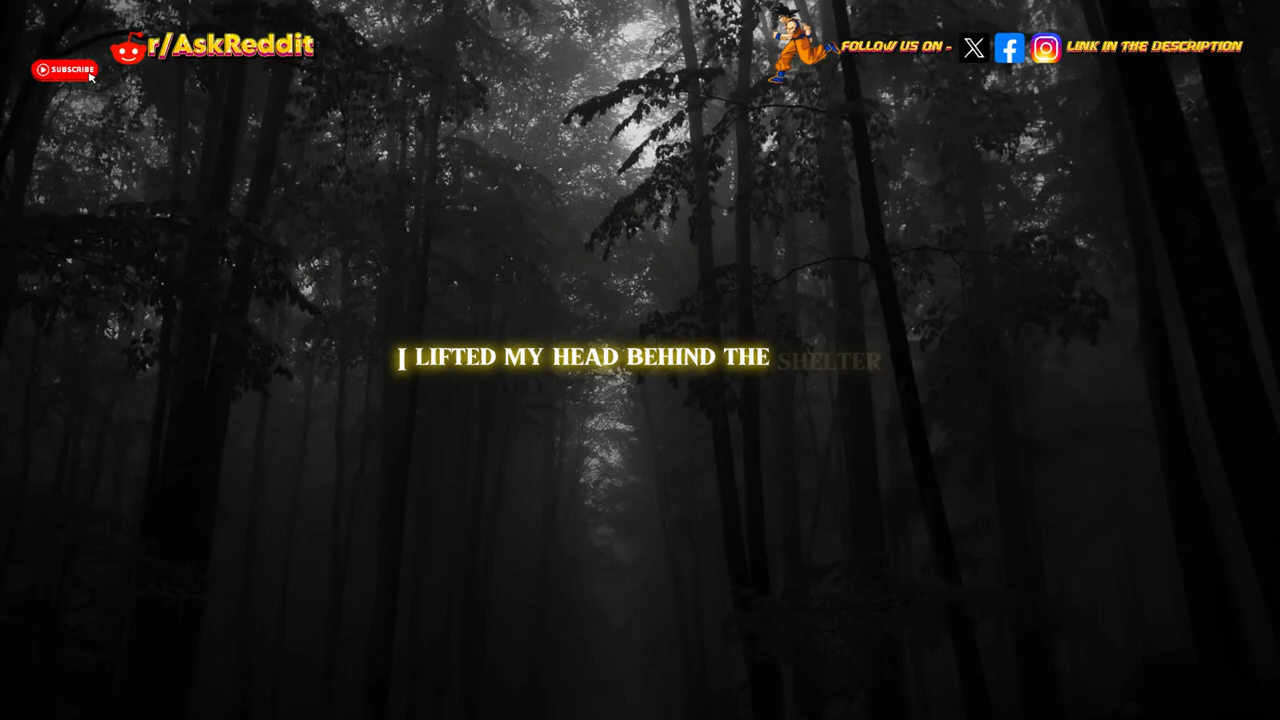 r/AskReddit
SUBSCRIBE
FOLLOW US ON -
LINK IN THE DESCRIPTION
I LIFTED MY HEAD BEHIND THE SHELTER